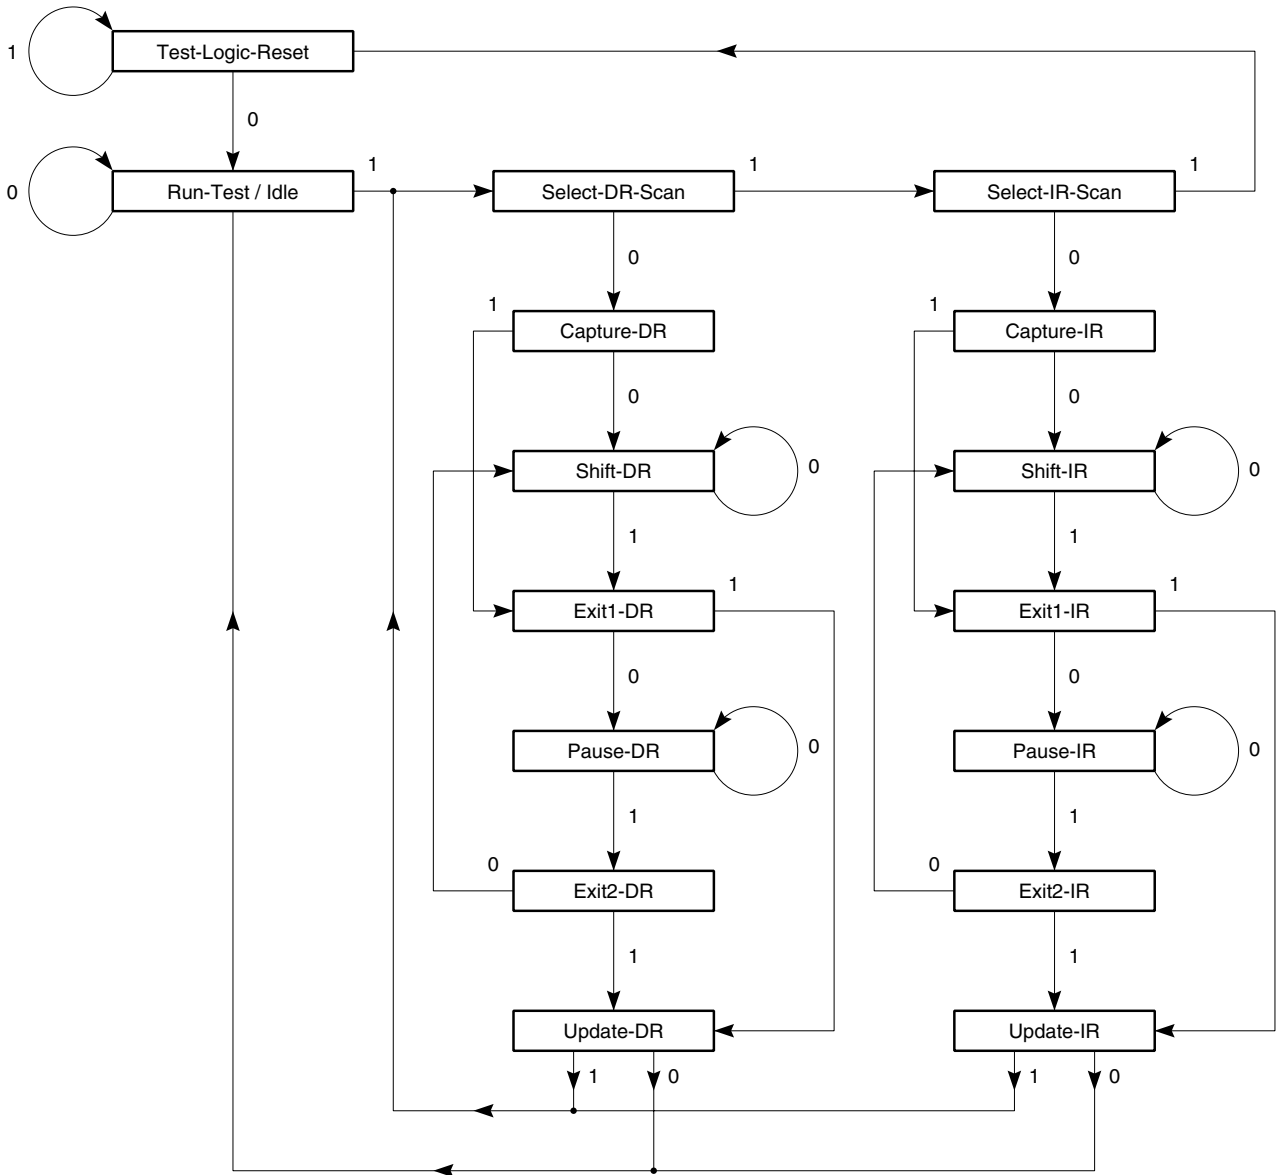 1
Test-Logic-Reset
0
0
Run-Test / Idle
1
Select-DR-Scan
1
Select-IR-Scan
1
0
0
1
Capture-DR
1
Capture-IR
0
0
Shift-DR
0
Shift-IR
0
1
1
Exit1-DR
1
Exit1-IR
1
0
0
Pause-DR
0
Pause-IR
0
1
1
0
Exit2-DR
0
Exit2-IR
1
1
Update-DR
Update-IR
1
0
1
0